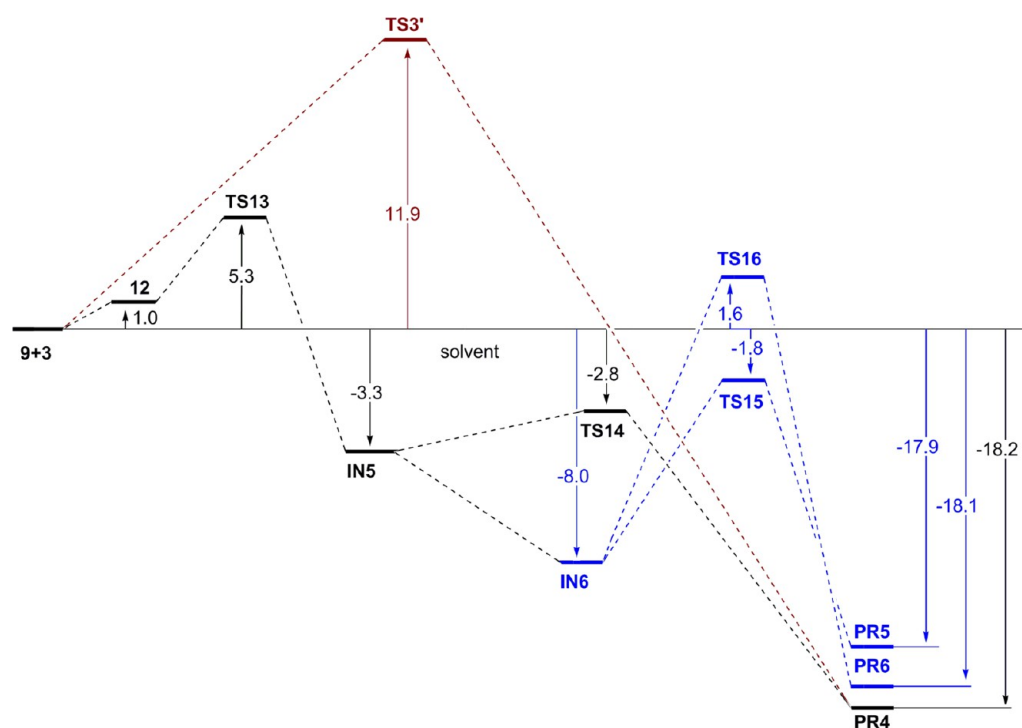 TS3'
TS13
TS16
12
11.9
5.3
1.6
1.0
9+3
solvent
-1.8
-2.8
-3.3
TS15
TS14
-17.9
-18.2
IN5
-8.0
-18.1
IN6
PR5
PR6
PR4